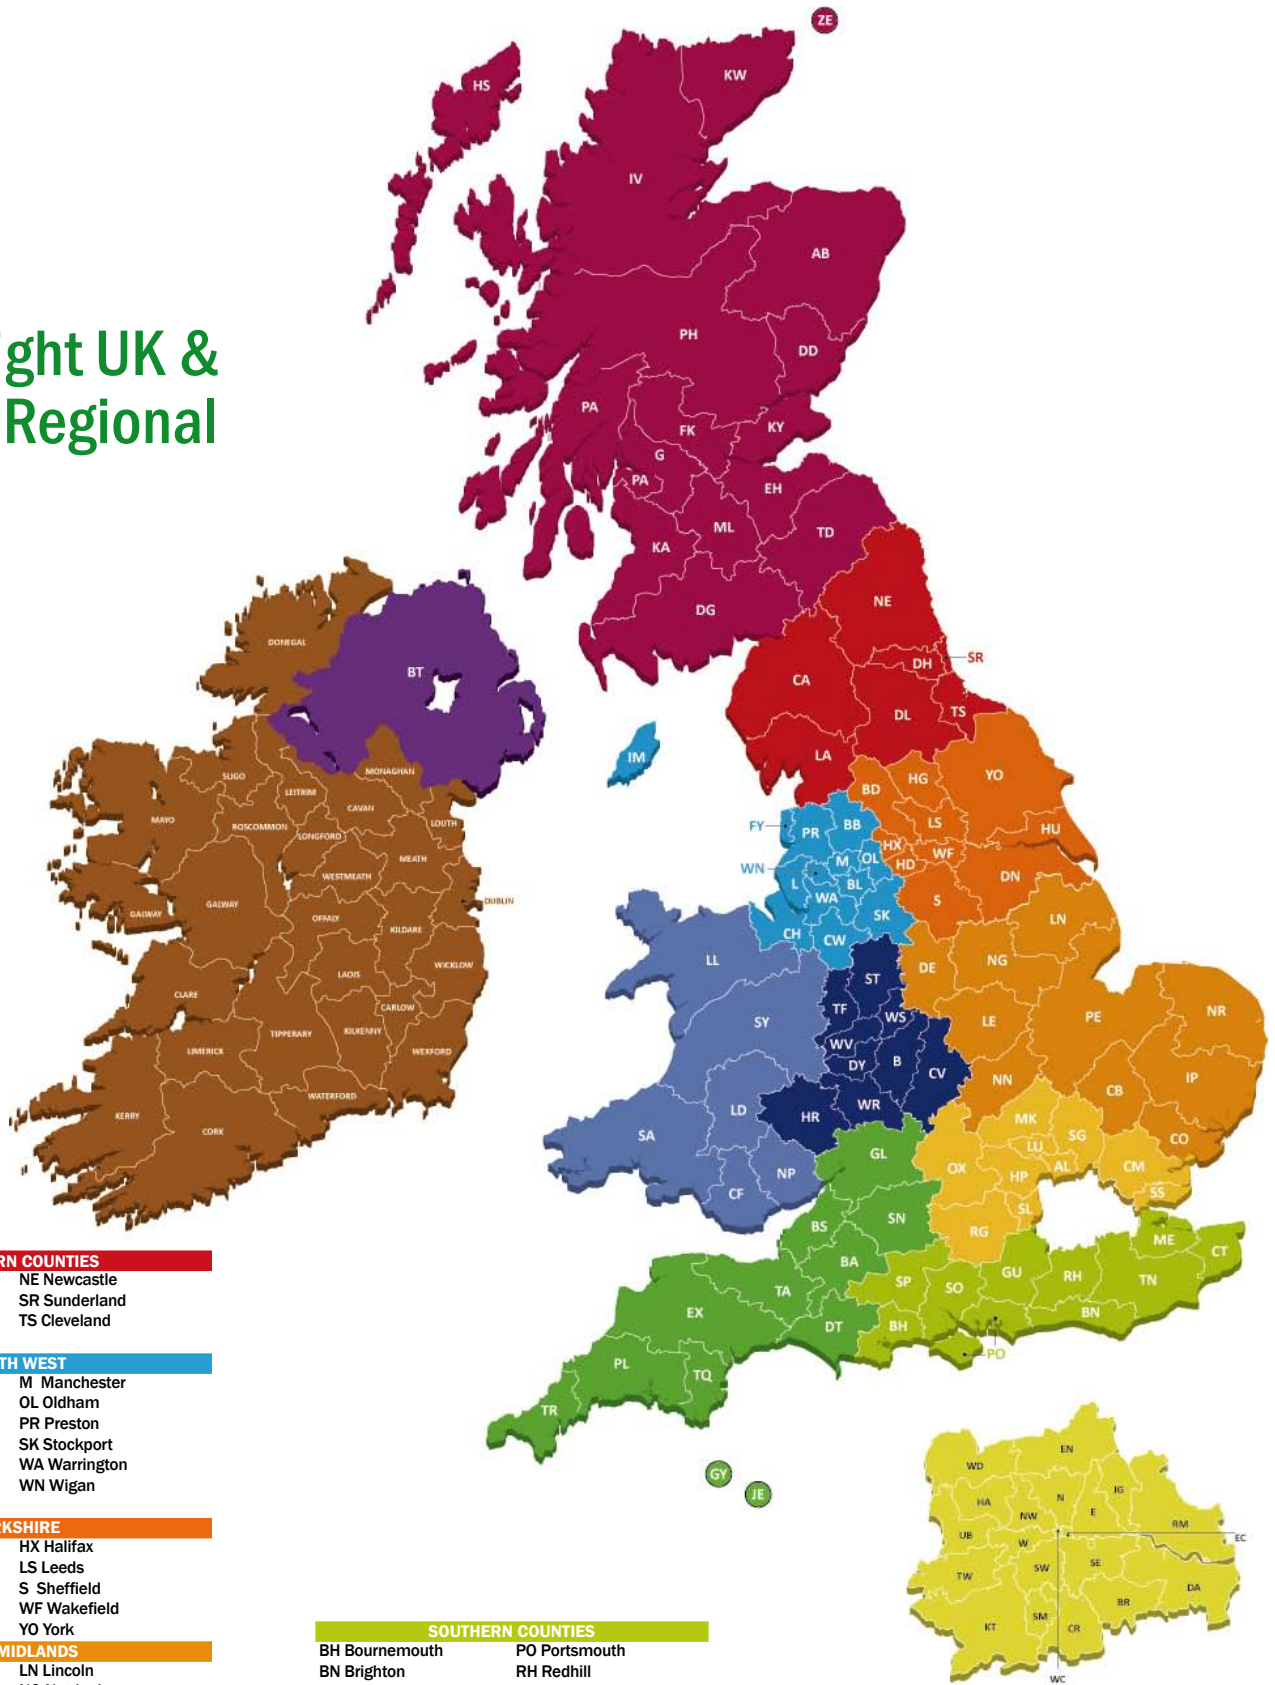 ZE
KW
HS
IV
AB
PH
DD
ght UK &
Regional
PA
KY
FK
G
PA
EH
ML
TD
KA
DG
NE
DONEGAL
BT
DH
SR
CA
DL
TS
IM
LA
YO
HG
BD
MONAGHAN
SLIGO
LEITRIM
CAVAN
MAYO
ROSCOMMON
LONGFORD
LOUTH
FY
PR
BB
LS
HU
HX
WF
MEATH
M
OL
HD
WN
WESTMEATH
DN
L
BL
WA
S
DUBLIN
GALWAY
GALWAY
OFFALY
KILDARE
SK
LN
CH
CW
LL
DE
NG
WICKLOW
LAOIS
ST
CLARE
CARLOW
TF
WS
LE
PE
NR
SY
TIPPERARY
KILKENNY
WV
LIMERICK
WEXFORD
DY
B
CV
NN
CB
IP
WATERFORD
KERRY
LD
HR
WR
MK
CORK
SA
SG
LU
CO
GL
OX
HP
AL
CM
NP
CF
SS
SL
BS
SN
RG
ME
CT
BA
GU
RH
TN
SP
SO
TA
EX
DT
BH
BN
PO
PL
TQ
TR
GY
JE
RN COUNTIES
NE Newcastle
SR Sunderland
TS Cleveland
TH WEST
M Manchester
OL Oldham
PR Preston
SK Stockport
WA Warrington
WN Wigan
RKSHIRE
HX Halifax
LS Leeds
S Sheffield
WF Wakefield
YO York
MIDLANDS
LN Lincoln
SOUTHERN COUNTIES
BH Bournemouth PO Portsmouth
BN Brighton RH Redhill
EN
WD
IG
HA
N
E
NW
RM
UB
W
EC
SW
SE
TW
DA
BR
SM
KT
CR
WC